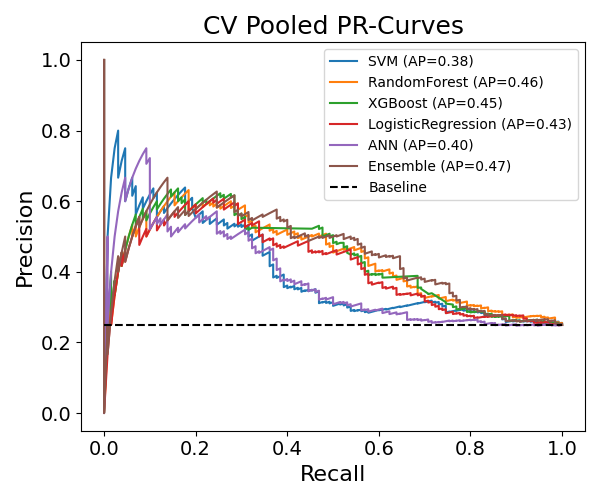 CV Pooled PR-Curves
SVM (AP=0.38)
RandomForest (AP=0.46)
XGBoost (AP=0.45)
LogisticRegression (AP=0.43)
ANN (AP=0.40)
Ensemble (AP=0.47)
Baseline
Precision
1.0
0.8
0.6
0.4
0.2
0.0
0.0 0.2 0.4 0.6 0.8 1.0
Recall